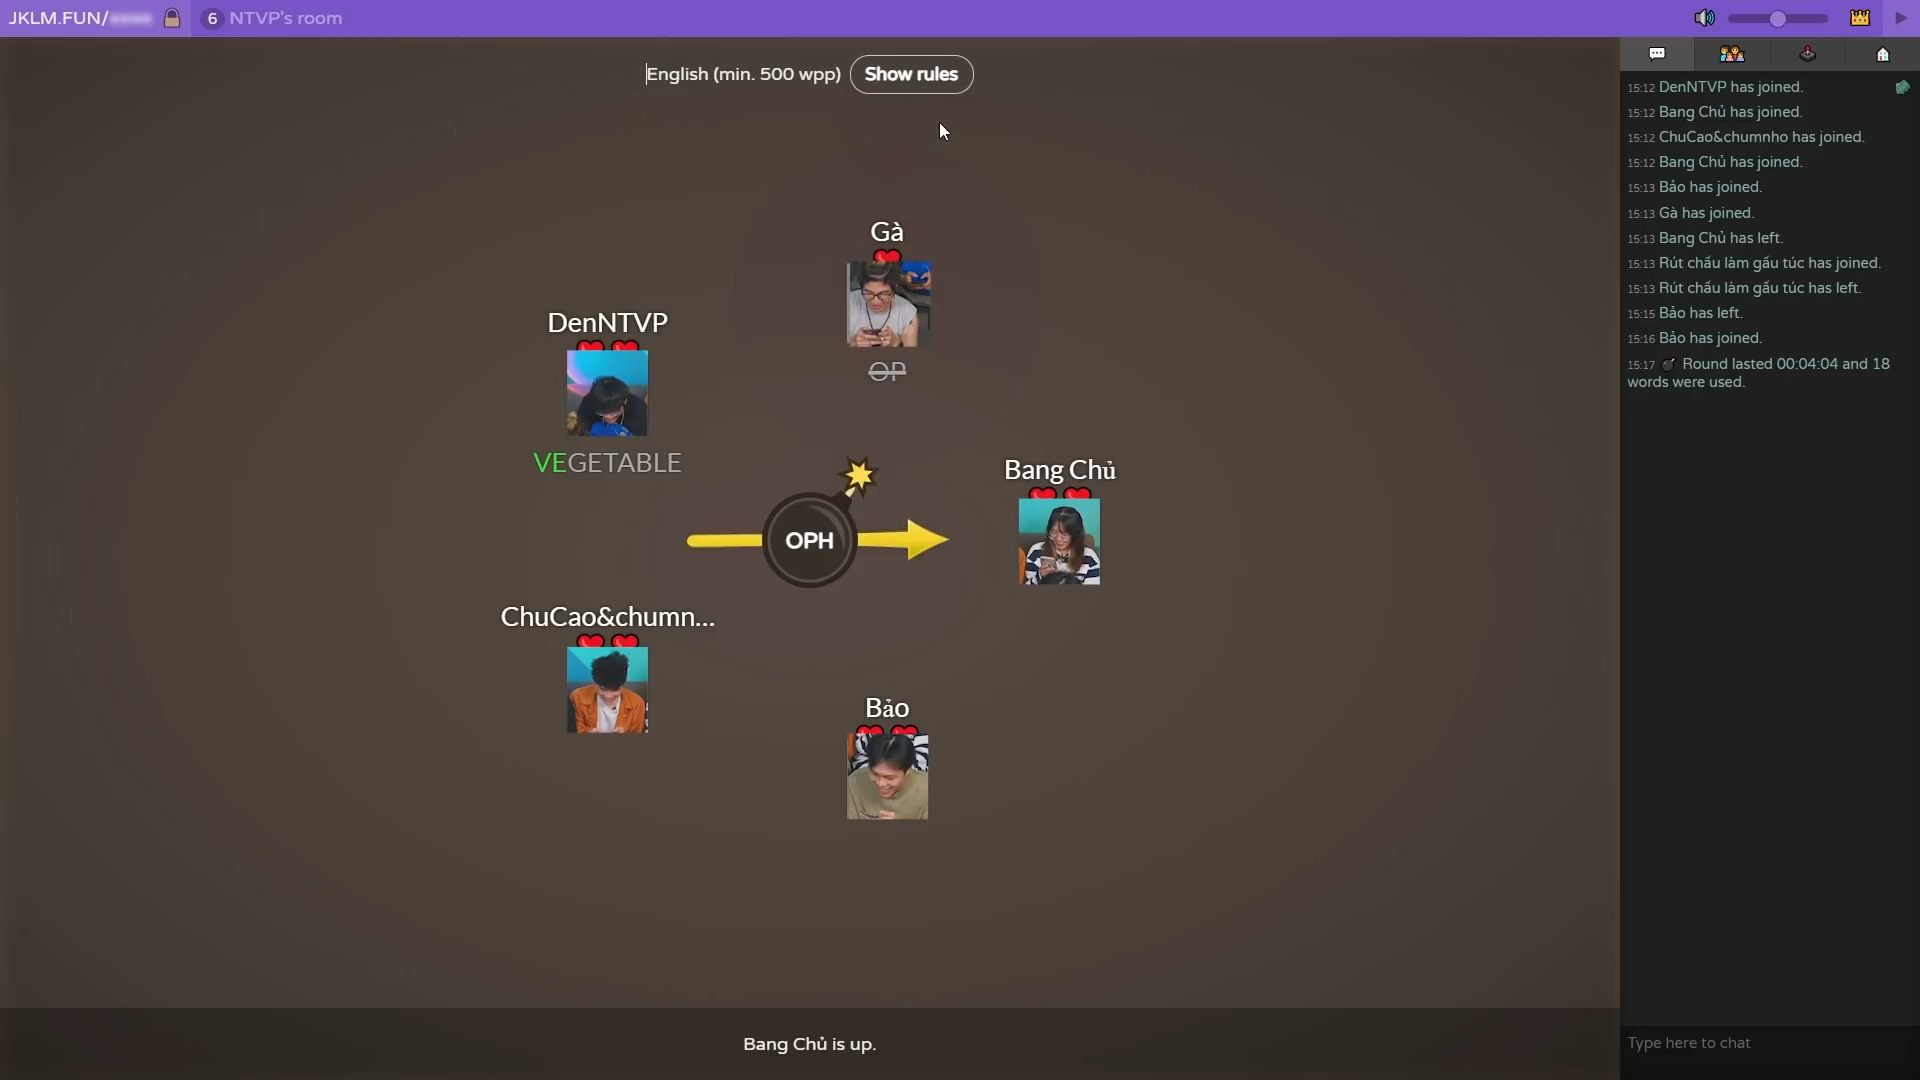 JKLM.FUN/
6 NTVP's room
English (min. 500 wpp) Show rules
Gà
OP
DenNTVP
VEGETABLE
Bang Chủ
OPH
ChuCao&chumn...
Bảo
Bang Chủ is up.
15:12 DenNTVP has joined.
15:12 Bang Chủ has joined.
15:12 ChuCao&chumnho has joined.
15:12 Bang Chủ has joined.
15:13 Bảo has joined.
15:13 Gà has joined.
15:13 Bang Chủ has left.
15:13 Rút chấu làm gấu túc has joined.
15:13 Rút chấu làm gấu túc has left.
15:15 Bảo has left.
15:16 Bảo has joined.
15:17 Round lasted 00:04:04 and 18
words were used.
Type here to chat